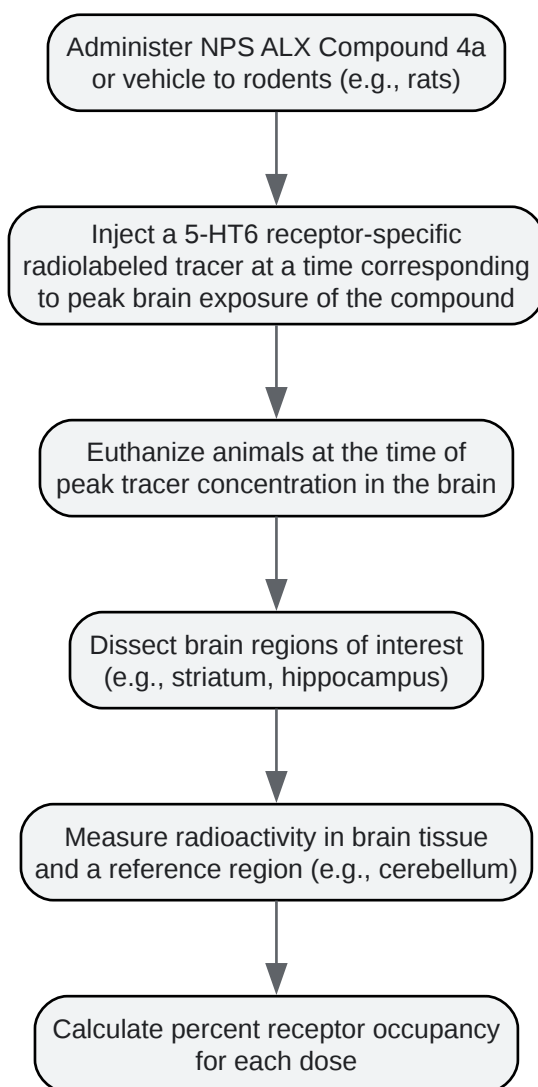 Administer NPS ALX Compound 4a
or vehicle to rodents (e.g., rats)
Inject a 5-HT6 receptor-specific
radiolabeled tracer at a time corresponding
to peak brain exposure of the compound
Euthanize animals at the time of
peak tracer concentration in the brain
Dissect brain regions of interest
(e.g., striatum, hippocampus)
Measure radioactivity in brain tissue
and a reference region (e.g., cerebellum)
Calculate percent receptor occupancy
for each dose